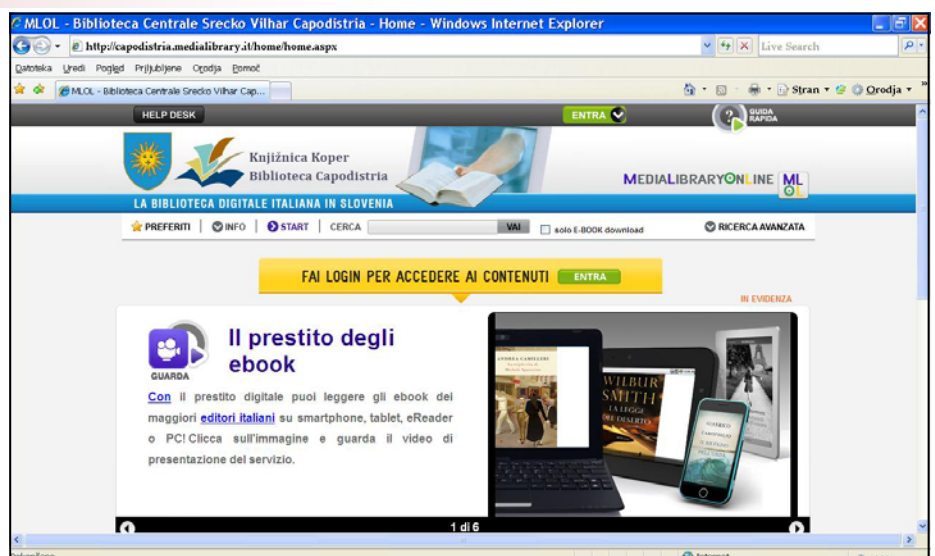 MLOL - Biblioteca Centrale Srecko Vilhar Capodistria - Home - Windows Internet Explorer
http://capodistria.medialibrary.it/home/home.aspx
Live Search
Datoteka Uredi Pogled Priljubljene Orodja Pomoč
MLOL - Biblioteca Centrale Srecko Vilhar Cap...
Stran
Orodja
HELP DESK
ENTRA
GUIDA RAPIDA
Knjižnica Koper
Biblioteca Capodistria
MEDIALIBRARYONLINE
ML
OL
LA BIBLIOTECA DIGITALE ITALIANA IN SLOVENIA
PREFERITI | INFO | START | CERCA VAI solo E-BOOK download RICERCA AVANZATA
FAI LOGIN PER ACCEDERE AI CONTENUTI ENTRA
IN EVIDENZA
Il prestito degli
ebook
GUARDA
Con il prestito digitale puoi leggere gli ebook dei
maggiori editori italiani su smartphone, tablet, eReader
o PC! Clicca sull'immagine e guarda il video di
presentazione del servizio.
ANDREA CAMILLERI
WILBUR
SMITH
LA LEGGE
DEL DESERTO
1 di 6
Internet